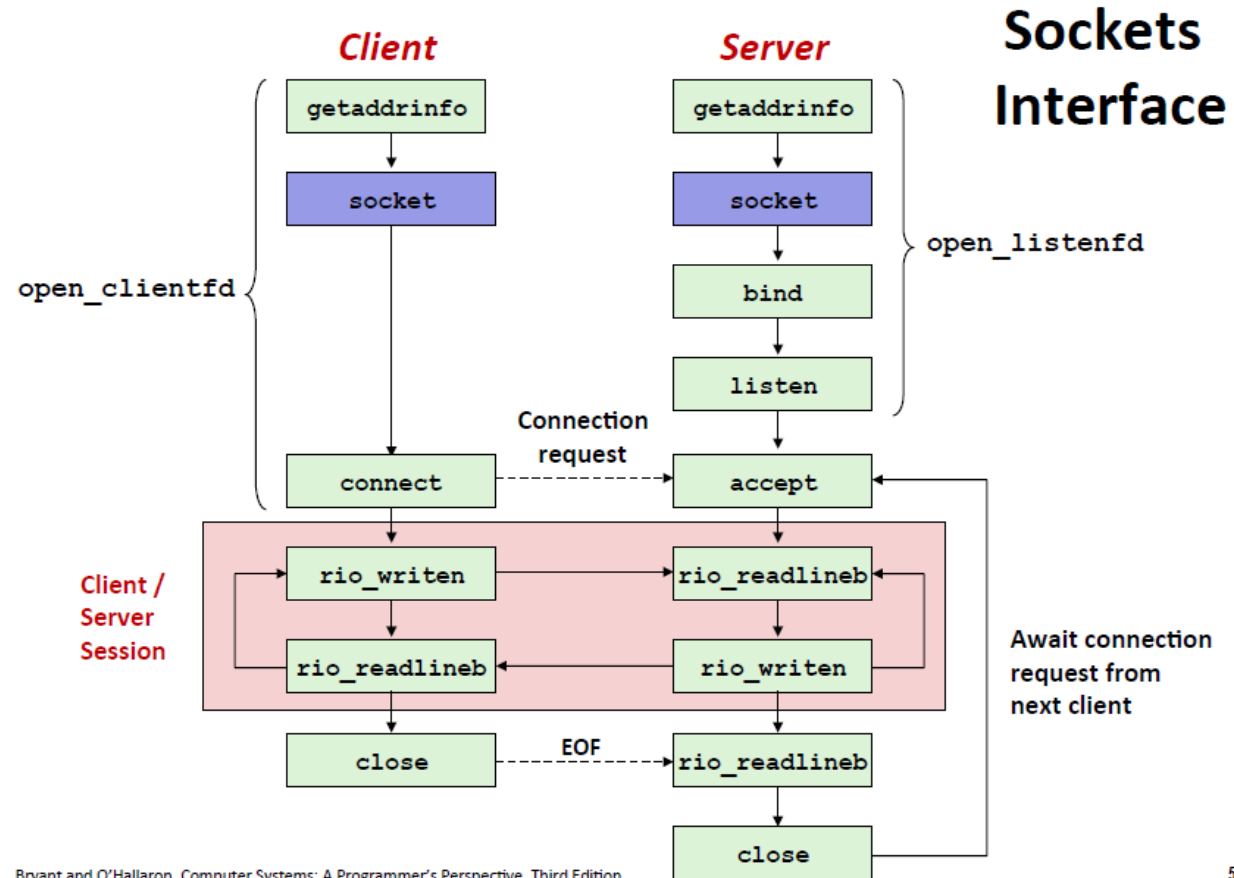 Sockets
Interface
Client
Server
getaddrinfo
getaddrinfo
socket
socket
open_clientfd
open_listenfd
bind
listen
Connection
request
connect
accept
Client /
Server
Session
rio_writen
rio_readlineb
rio_readlineb
rio_writen
Await connection
request from
next client
close
EOF
rio_readlineb
close
Bryant and O'Hallaron, Computer Systems: A Programmer's Perspective, Third Edition
5